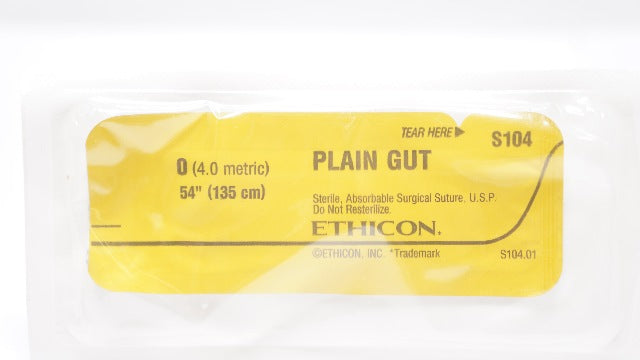 TEAR HERE ▶ S104
0 (4.0 metric) PLAIN GUT
54" (135 cm)
Sterile, Absorbable Surgical Suture, U.S.P.
Do Not Resterilize.
ETHICON.
©ETHICON, INC. *Trademark S104.01